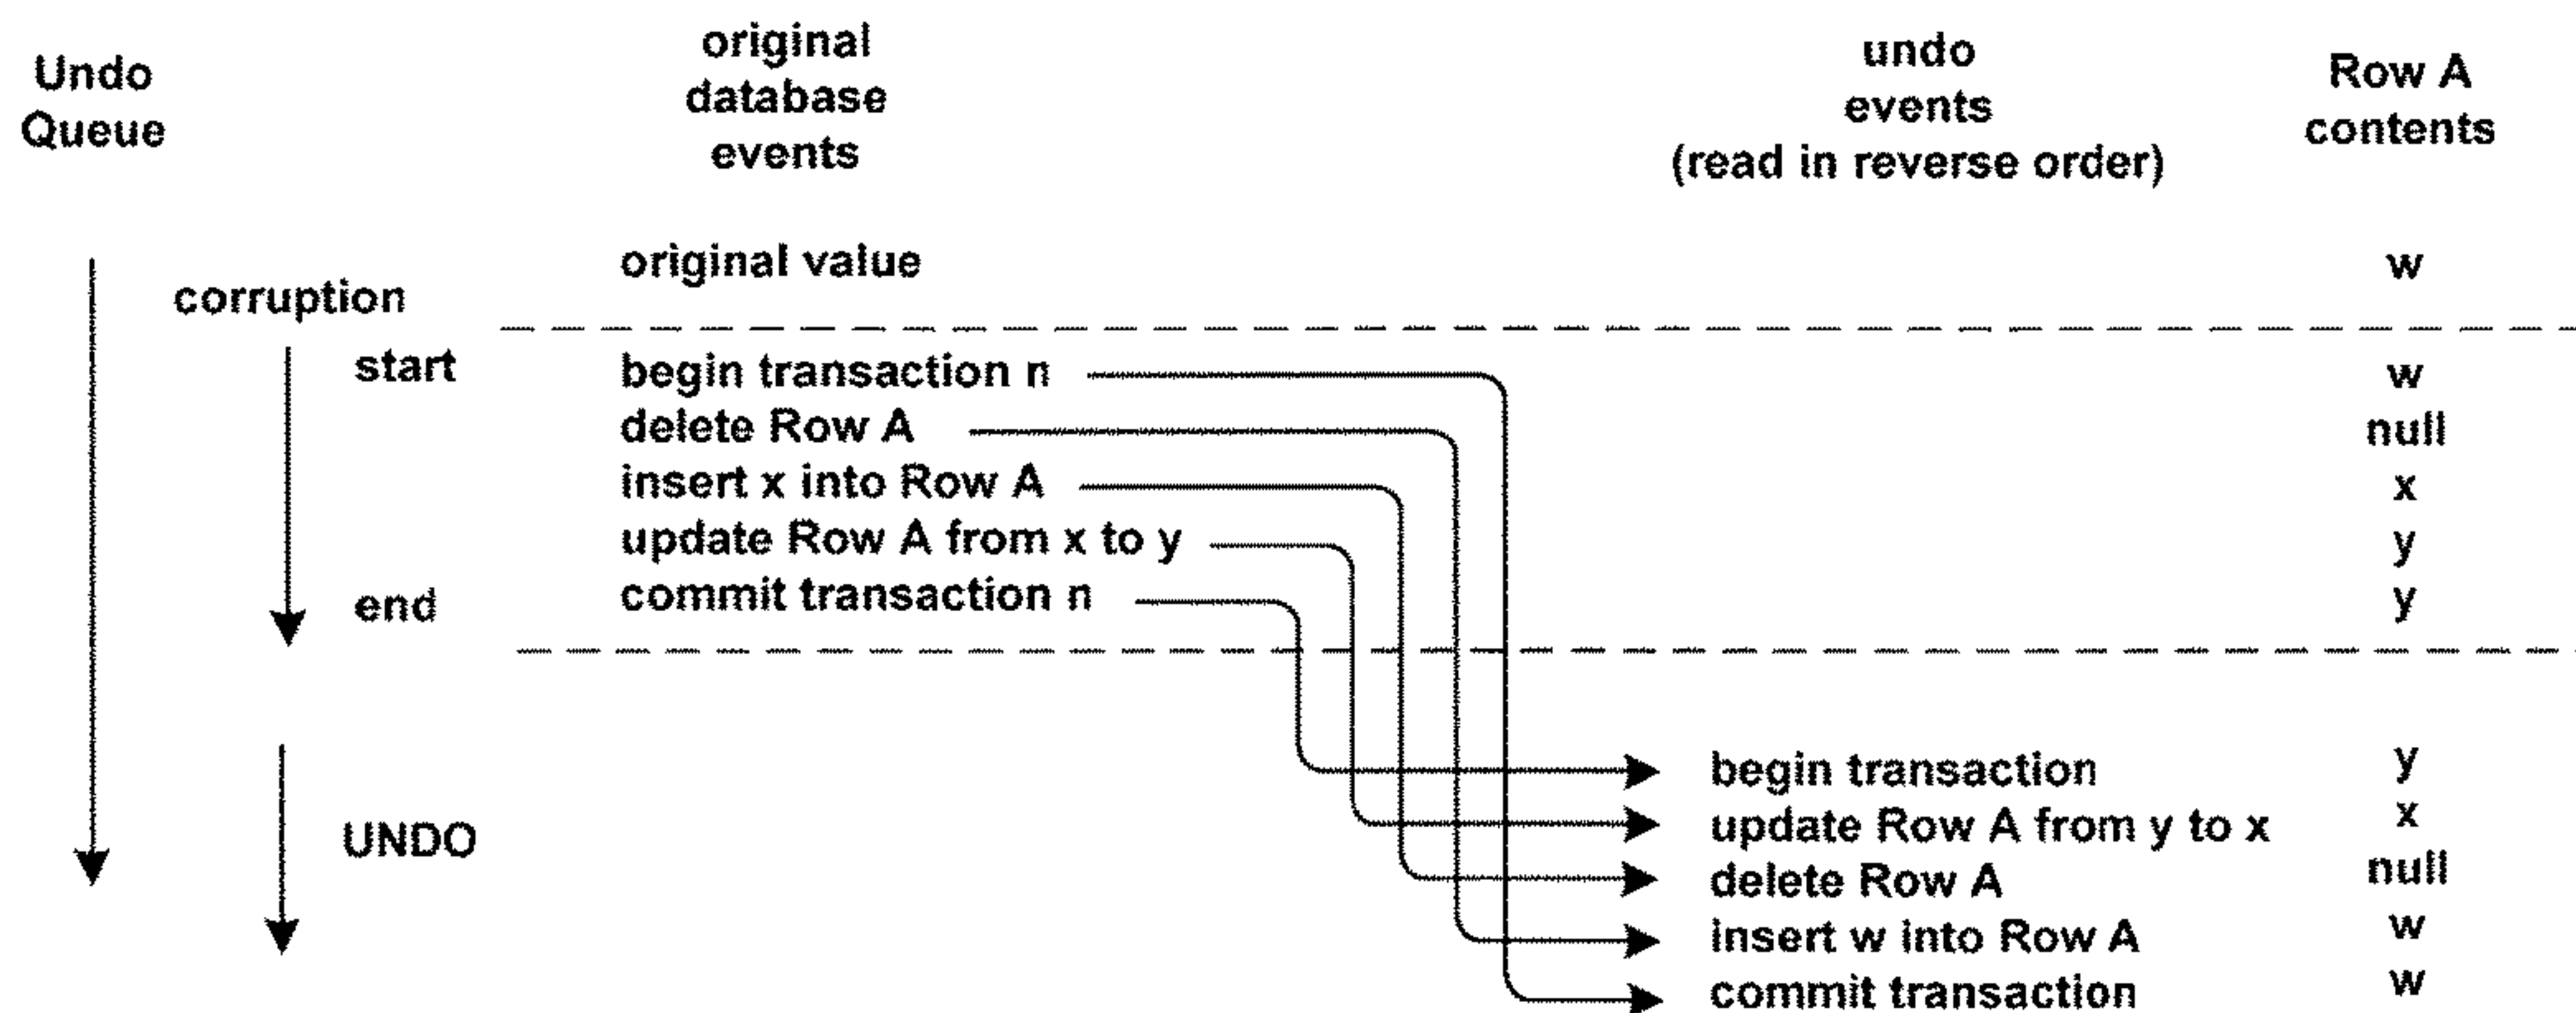 Undo
Queue
original
database
events
undo
events
(read in reverse order)
Row A
contents
original value
w
corruption
start
begin transaction n
w
delete Row A
null
insert x into Row A
x
update Row A from x to y
y
end
commit transaction n
y
begin transaction
y
UNDO
update Row A from y to x
x
delete Row A
null
insert w into Row A
w
commit transaction
w